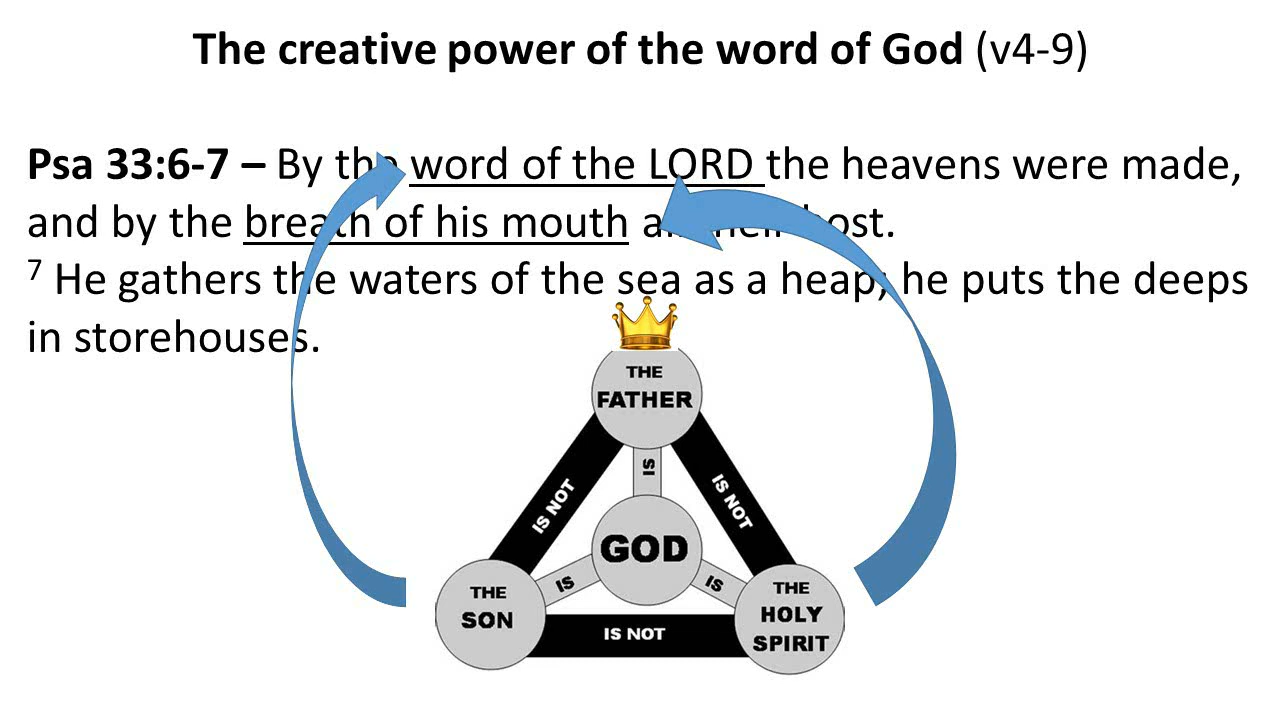 The creative power of the word of God (v4-9)
Psa 33:6-7 – By the word of the LORD the heavens were made,
and by the breath of his mouth all their host.
7 He gathers the waters of the sea as a heap; he puts the deeps
in storehouses.
THE
FATHER
IS NOT
IS
IS NOT
GOD
IS
IS
THE
SON
IS NOT
THE
HOLY
SPIRIT